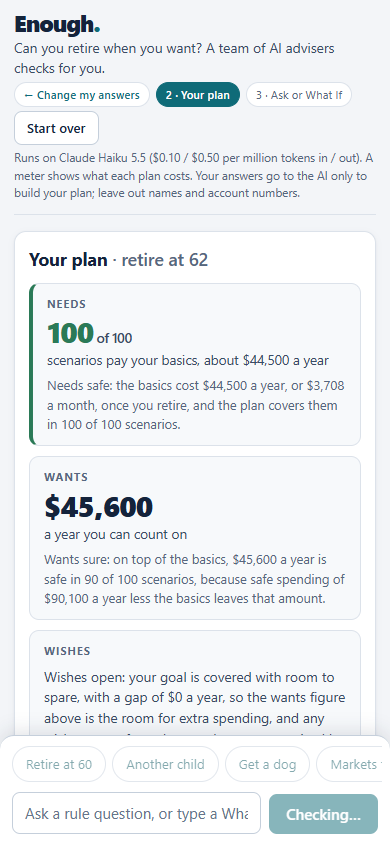 Enough.
Can you retire when you want? A team of AI advisers
checks for you.
← Change my answers
2 · Your plan
3 · Ask or What If
Start over
Runs on Claude Haiku 5.5 ($0.10 / $0.50 per million tokens in / out). A
meter shows what each plan costs. Your answers go to the AI only to
build your plan; leave out names and account numbers.
Your plan · retire at 62
NEEDS
100 of 100
scenarios pay your basics, about $44,500 a year
Needs safe: the basics cost $44,500 a year, or $3,708
a month, once you retire, and the plan covers them
in 100 of 100 scenarios.
WANTS
$45,600
a year you can count on
Wants sure: on top of the basics, $45,600 a year is
safe in 90 of 100 scenarios, because safe spending of
$90,100 a year less the basics leaves that amount.
WISHES
Wishes open: your goal is covered with room to
spare, with a gap of $0 a year, so the wants figure
above is the room for extra spending, and any
Retire at 60
Another child
Get a dog
Markets
Ask a rule question, or type a Wha
Checking...